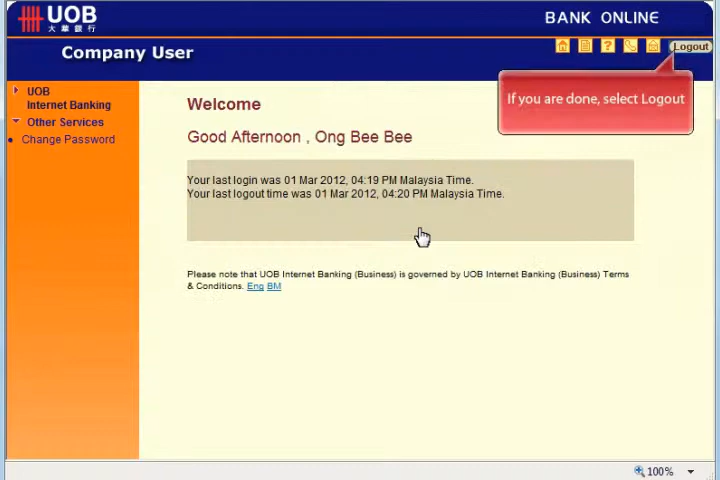 UOB
大華銀行
BANK ONLINE
Company User
Logout
If you are done, select Logout
UOB
Internet Banking
Other Services
Change Password
Welcome
Good Afternoon , Ong Bee Bee
Your last login was 01 Mar 2012, 04:19 PM Malaysia Time.
Your last logout time was 01 Mar 2012, 04:20 PM Malaysia Time.
Please note that UOB Internet Banking (Business) is governed by UOB Internet Banking (Business) Terms
& Conditions. Eng BM
100%